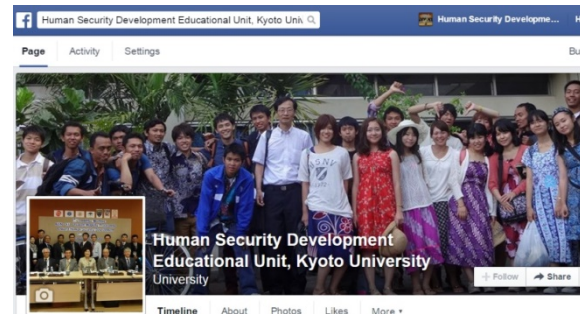 Human Security Development Educational Unit, Kyoto Univ
Human Security Developme... H
Page Activity Settings Bu
Human Security Development
Educational Unit, Kyoto University
University
+ Follow Share
Timeline About Photos Likes More